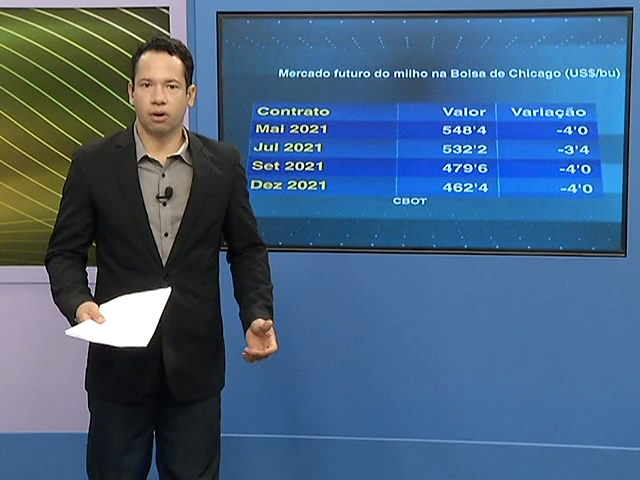 Mercado futuro do milho na Bolsa de Chicago (US$/bu)
Contrato Valor Variação
Mai 2021 548'4 -4'0
Jul 2021 532'2 -3'4
Set 2021 479'6 -4'0
Dez 2021 462'4 -4'0
CBOT